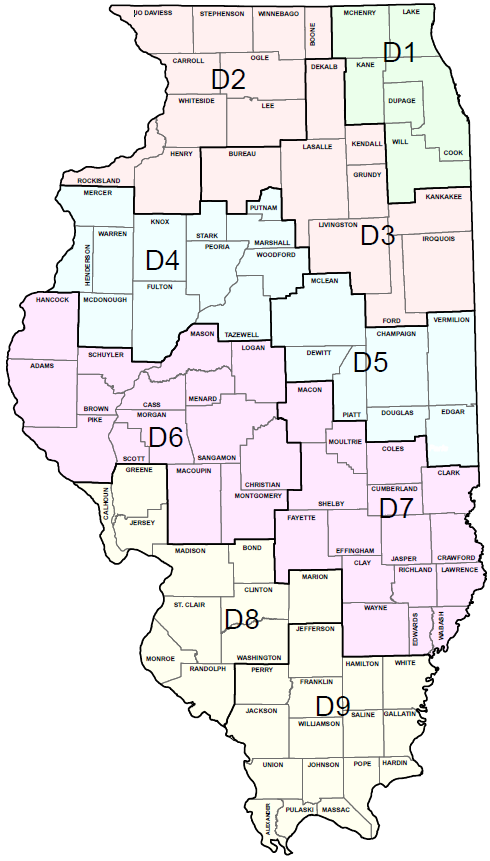 JO DAVIESS
STEPHENSON
WINNEBAGO
BOONE
MCHENRY
LAKE
D1
CARROLL
OGLE
D2
DEKALB
KANE
DUPAGE
WHITESIDE
LEE
WILL
COOK
HENRY
BUREAU
LASALLE
KENDALL
GRUNDY
ROCKISLAND
MERCER
KANKAKEE
PUTNAM
KNOX
STARK
WARREN
HENDERSON
PEORIA
MARSHALL
WOODFORD
LIVINGSTON
D3
IROQUIS
D4
FULTON
MCLEAN
HANCOCK
MCDONOUGH
MASON
TAZEWELL
FORD
VERMILION
CHAMPAIGN
LOGAN
DEWITT
D5
SCHUYLER
ADAMS
MACON
BROWN
CASS
MENARD
PIKE
MORGAN
PIATT
DOUGLAS
EDGAR
D6
MOULTRIE
COLES
SCOTT
SANGAMON
GREENE
MACOUPIN
CLARK
CHRISTIAN
CUMBERLAND
MONTGOMERY
CALHOUN
SHELBY
D7
JERSEY
FAYETTE
MADISON
BOND
EFFINGHAM
JASPER
CRAWFORD
CLAY
RICHLAND
LAWRENCE
MARION
CLINTON
ST. CLAIR
WAYNE
D8
EDWARDS
WABASH
JEFFERSON
MONROE
WASHINGTON
RANDOLPH
PERRY
HAMILTON
WHITE
FRANKLIN
D9
JACKSON
SALINE
GALLATIN
WILLIAMSON
UNION
JOHNSON
POPE
HARDIN
ALEXANDER
PULASKI
MASSAC